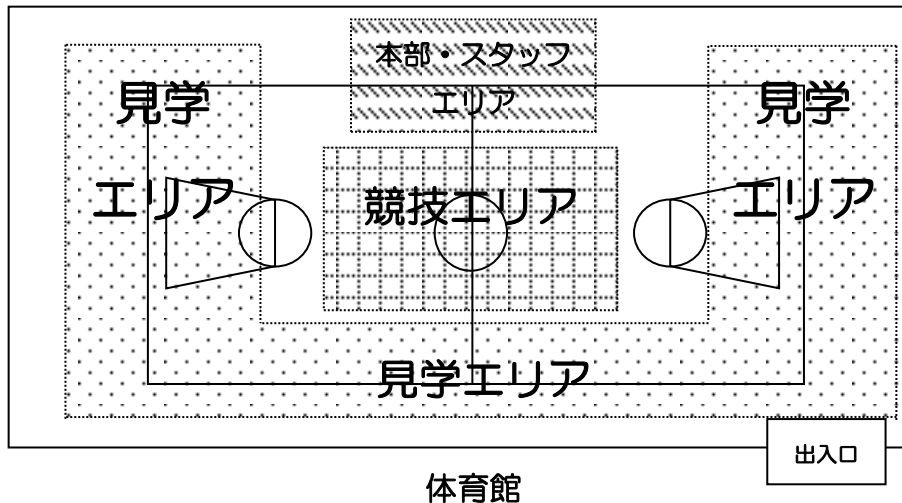 本部・スタッフ
エリア
見学
エリア
見学
エリア
競技エリア
見学エリア
出入口
体育館